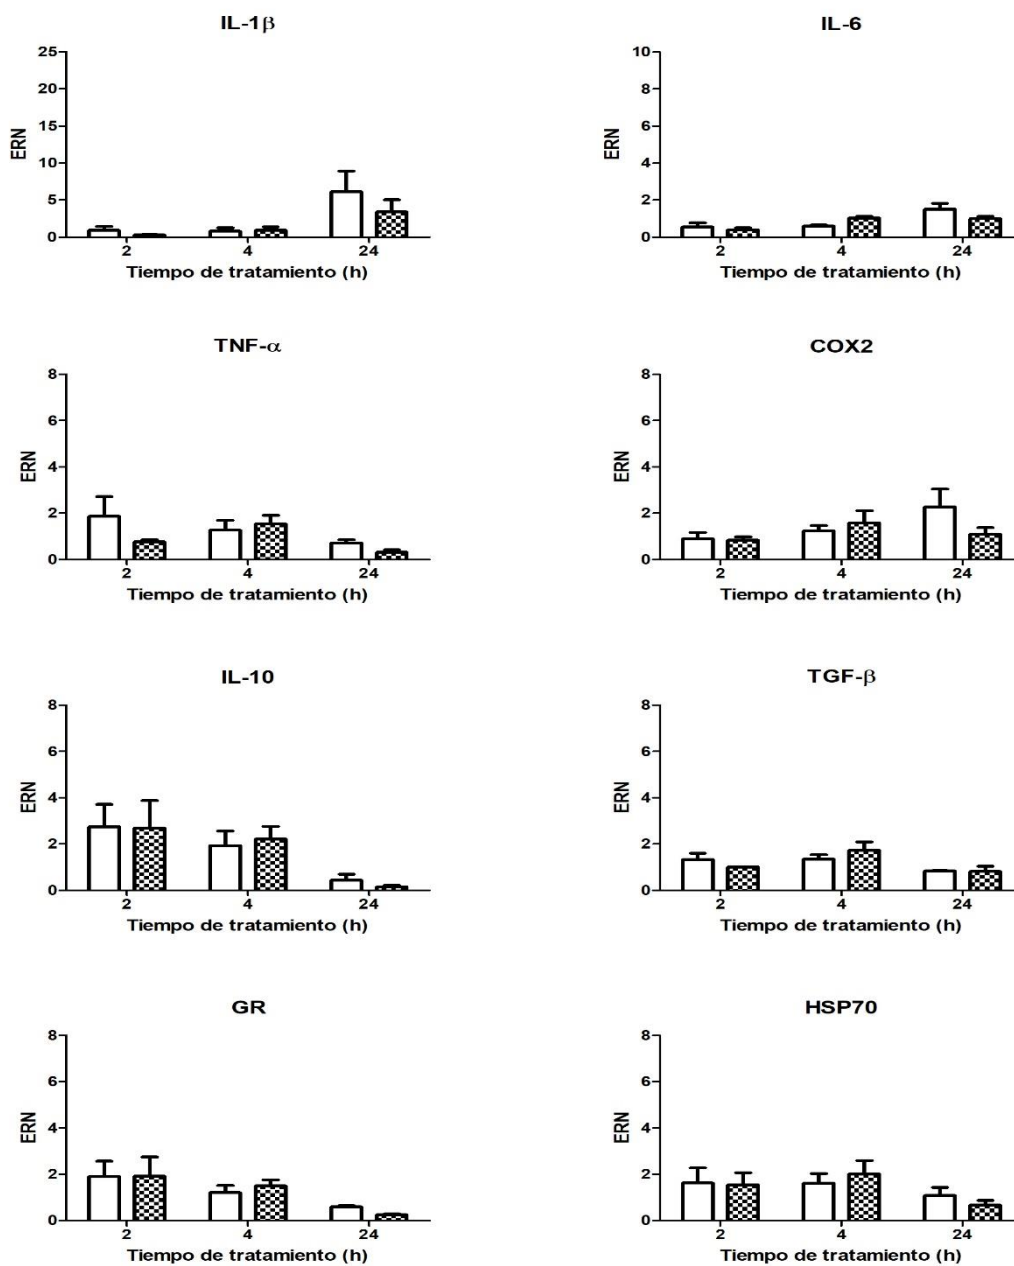 IL-1β
25
20
15
10
5
0
ERN
2 4 24
Tiempo de tratamiento (h)
IL-6
10
8
6
4
2
0
ERN
2 4 24
Tiempo de tratamiento (h)
TNF-α
8
6
4
2
0
ERN
2 4 24
Tiempo de tratamiento (h)
COX2
8
6
4
2
0
ERN
2 4 24
Tiempo de tratamiento (h)
IL-10
8
6
4
2
0
ERN
2 4 24
Tiempo de tratamiento (h)
TGF-β
8
6
4
2
0
ERN
2 4 24
Tiempo de tratamiento (h)
GR
8
6
4
2
0
ERN
2 4 24
Tiempo de tratamiento (h)
HSP70
8
6
4
2
0
ERN
2 4 24
Tiempo de tratamiento (h)